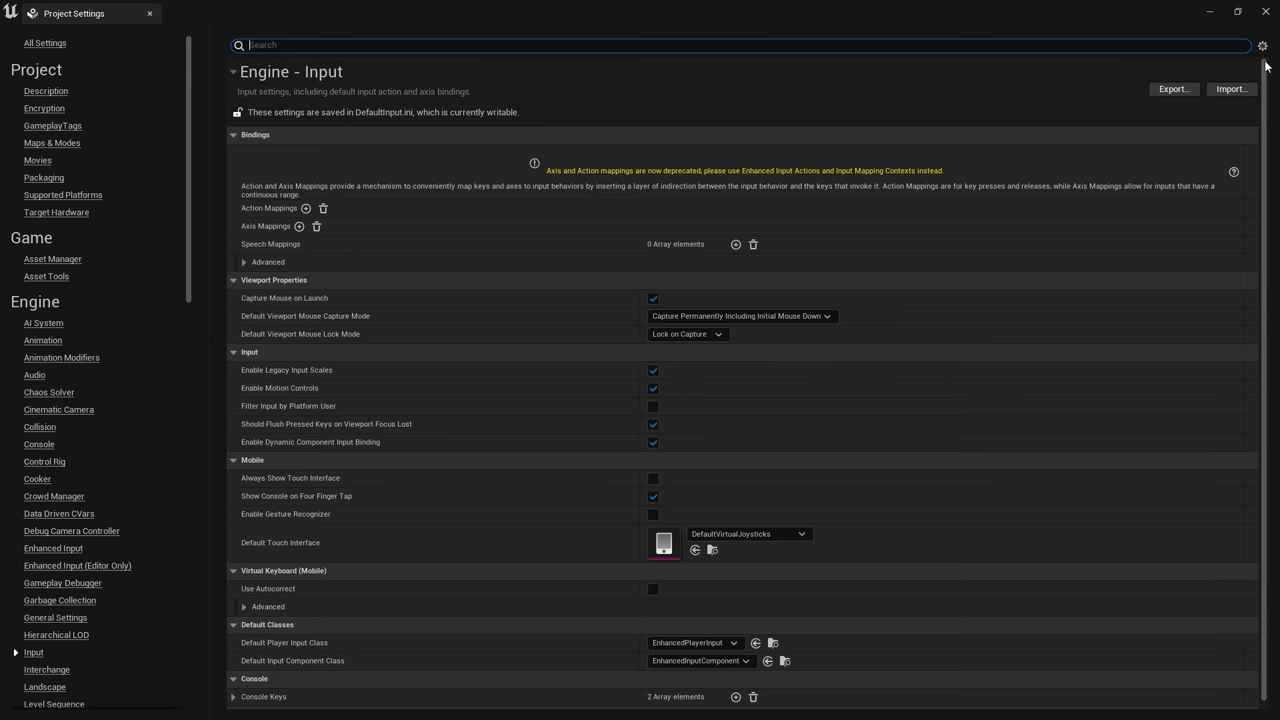 Project Settings
All Settings
Project
Description
Encryption
GameplayTags
Maps & Modes
Movies
Packaging
Supported Platforms
Target Hardware
Game
Asset Manager
Asset Tools
Engine
AI System
Animation
Animation Modifiers
Audio
Chaos Solver
Cinematic Camera
Collision
Console
Control Rig
Cooker
Crowd Manager
Data Driven CVars
Debug Camera Controller
Enhanced Input
Enhanced Input (Editor Only)
Gameplay Debugger
Garbage Collection
General Settings
Hierarchical LOD
Input
Interchange
Landscape
Level Sequence
Search
Engine - Input
Input settings, including default input action and axis bindings.
Export...
Import...
These settings are saved in DefaultInput.ini, which is currently writable.
Bindings
Axis and Action mappings are now deprecated, please use Enhanced Input Actions and Input Mapping Contexts instead.
Action and Axis Mappings provide a mechanism to conveniently map keys and axes to input behaviors by inserting a layer of indirection between the input behavior and the keys that invoke it. Action Mappings are for key presses and releases, while Axis Mappings allow for inputs that have a
continuous range.
Action Mappings
Axis Mappings
Speech Mappings 0 Array elements
Advanced
Viewport Properties
Capture Mouse on Launch
Default Viewport Mouse Capture Mode Capture Permanently Including Initial Mouse Down
Default Viewport Mouse Lock Mode Lock on Capture
Input
Enable Legacy Input Scales
Enable Motion Controls
Filter Input by Platform User
Should Flush Pressed Keys on Viewport Focus Lost
Enable Dynamic Component Input Binding
Mobile
Always Show Touch Interface
Show Console on Four Finger Tap
Enable Gesture Recognizer
Default Touch Interface DefaultVirtualJoysticks
Virtual Keyboard (Mobile)
Use Autocorrect
Advanced
Default Classes
Default Player Input Class EnhancedPlayerInput
Default Input Component Class EnhancedInputComponent
Console
Console Keys 2 Array elements